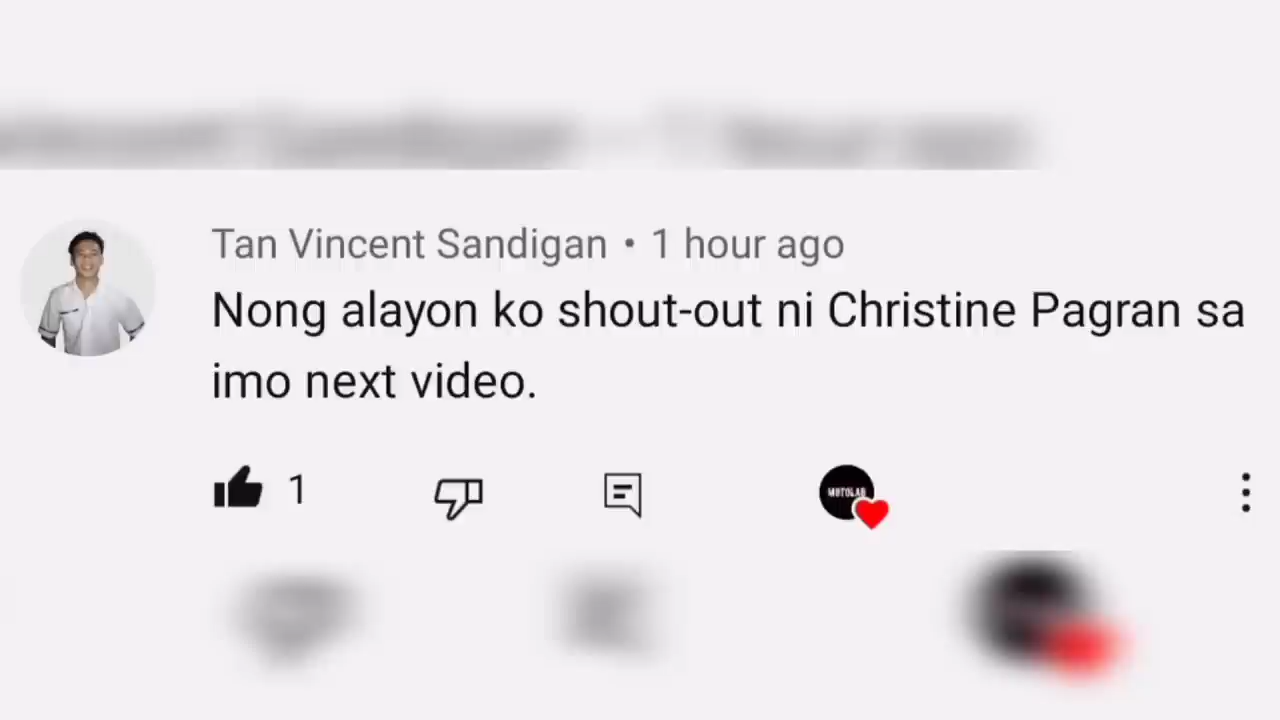 Tan Vincent Sandigan • 1 hour ago
Nong alayon ko shout-out ni Christine Pagran sa
imo next video.
1
MOTOLAB